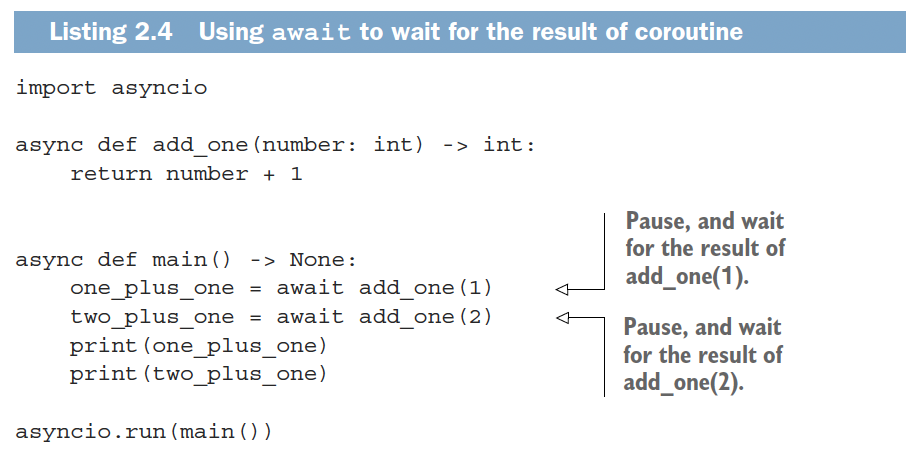 Listing 2.4 Using await to wait for the result of coroutine
import asyncio
async def add_one(number: int) -> int:
    return number + 1
async def main() -> None:
    one_plus_one = await add_one(1)
    two_plus_one = await add_one(2)
    print(one_plus_one)
    print(two_plus_one)
asyncio.run(main())
Pause, and wait
for the result of
add_one(1).
Pause, and wait
for the result of
add_one(2).